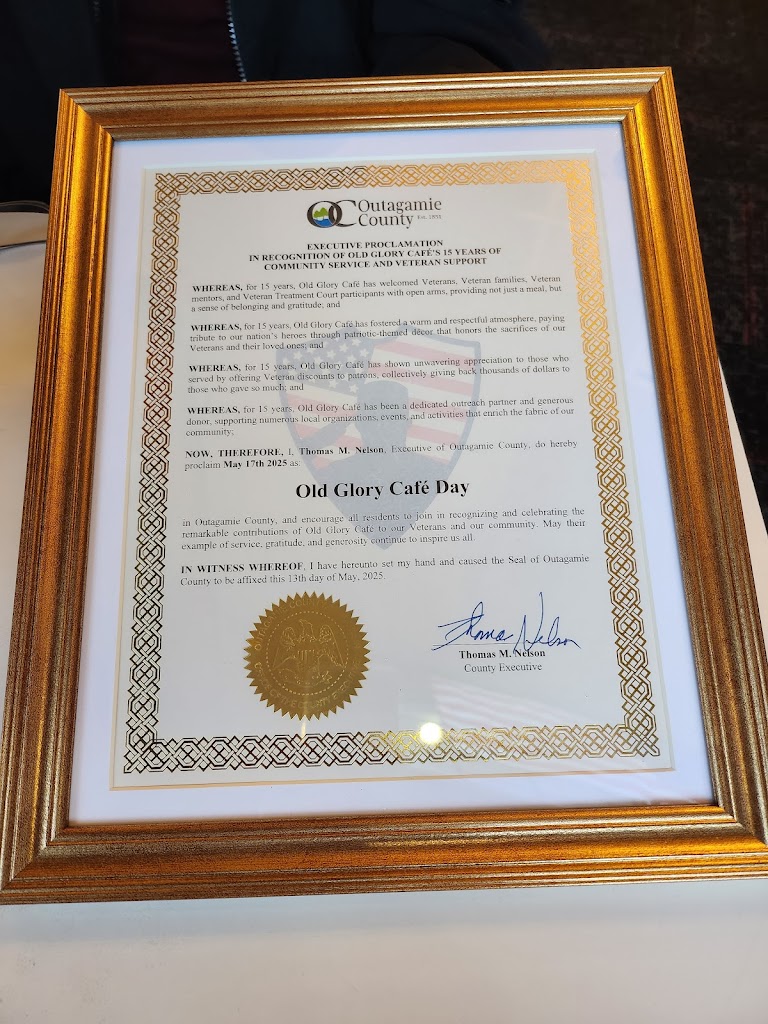 OC Outagamie
County Est. 1851
EXECUTIVE PROCLAMATION
IN RECOGNITION OF OLD GLORY CAFÉ'S 15 YEARS OF
COMMUNITY SERVICE AND VETERAN SUPPORT
WHEREAS, for 15 years, Old Glory Café has welcomed Veterans, Veteran families, Veteran
mentors, and Veteran Treatment Court participants with open arms, providing not just a meal, but
a sense of belonging and gratitude; and
WHEREAS, for 15 years, Old Glory Café has fostered a warm and respectful atmosphere, paying
tribute to our nation's heroes through patriotic-themed décor that honors the sacrifices of our
Veterans and their loved ones; and
WHEREAS, for 15 years, Old Glory Café has shown unwavering appreciation to those who
served by offering Veteran discounts to patrons, collectively giving back thousands of dollars to
those who gave so much; and
WHEREAS, for 15 years, Old Glory Café has been a dedicated outreach partner and generous
donor, supporting numerous local organizations, events, and activities that enrich the fabric of our
community;
NOW, THEREFORE, I, Thomas M. Nelson, Executive of Outagamie County, do hereby
proclaim May 17th 2025 as:
Old Glory Café Day
in Outagamie County, and encourage all residents to join in recognizing and celebrating the
remarkable contributions of Old Glory Café to our Veterans and our community. May their
example of service, gratitude, and generosity continue to inspire us all.
IN WITNESS WHEREOF, I have hereunto set my hand and caused the Seal of Outagamie
County to be affixed this 13th day of May, 2025.
Thomas Nelson
Thomas M. Nelson
County Executive